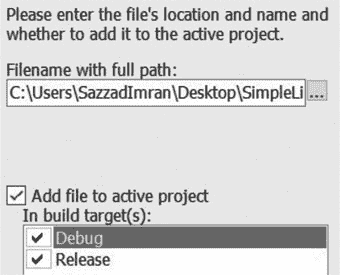 Please enter the file's location and name and
whether to add it to the active project.
Filename with full path:
C:\Users\SazzadImran\Desktop\SimpleLi ...
Add file to active project
In build target(s):
Debug
Release